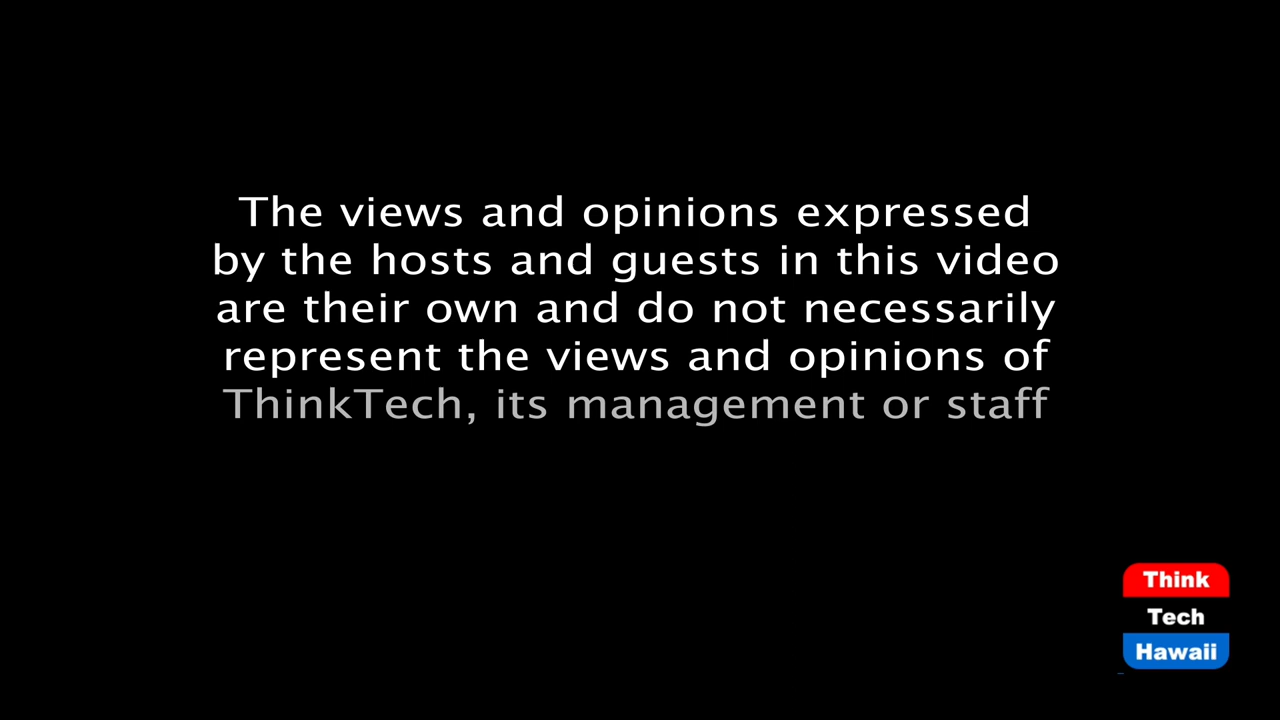 The views and opinions expressed
by the hosts and guests in this video
are their own and do not necessarily
represent the views and opinions of
ThinkTech, its management or staff
Think
Tech
Hawaii